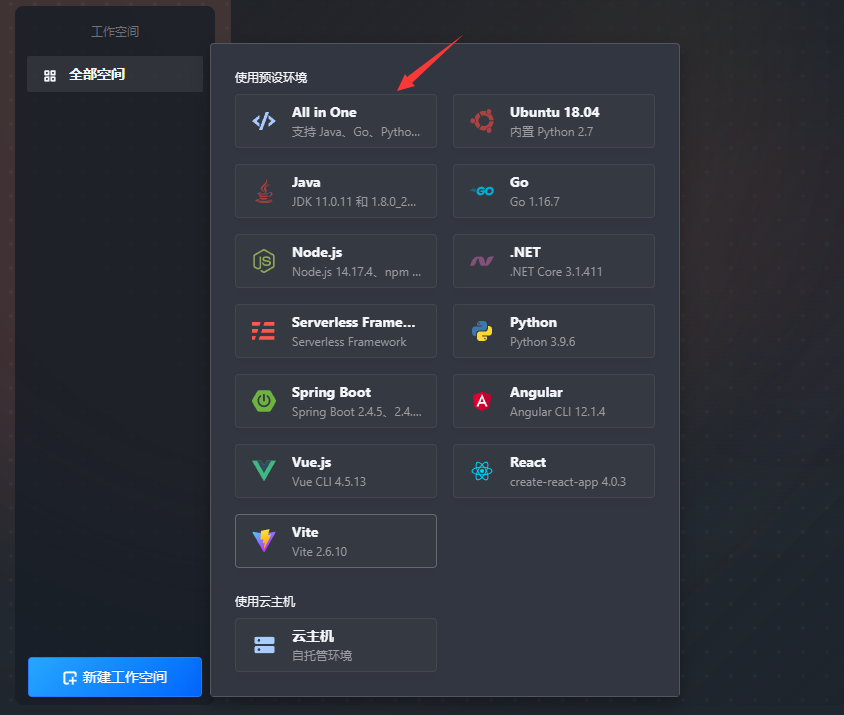 工作空间
全部空间
使用预设环境
All in One
支持 Java、Go、Pytho...
Ubuntu 18.04
内置 Python 2.7
Java
JDK 11.0.11 和 1.8.0_2...
Go
Go 1.16.7
Node.js
Node.js 14.17.4、npm ...
.NET
.NET Core 3.1.411
Serverless Frame...
Serverless Framework
Python
Python 3.9.6
Spring Boot
Spring Boot 2.4.5、2.4....
Angular
Angular CLI 12.1.4
Vue.js
Vue CLI 4.5.13
React
create-react-app 4.0.3
Vite
Vite 2.6.10
使用云主机
云主机
自托管环境
新建工作空间